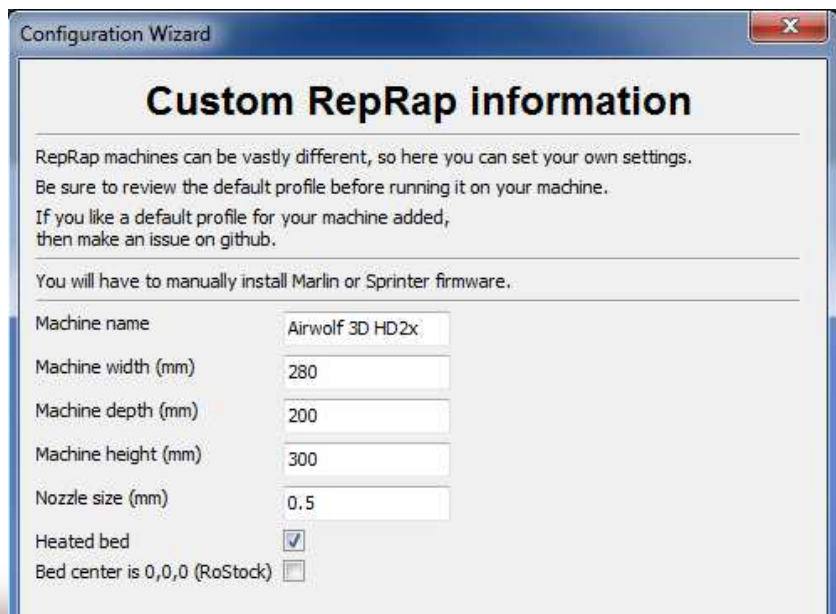 Configuration Wizard
Custom RepRap information
RepRap machines can be vastly different, so here you can set your own settings.
Be sure to review the default profile before running it on your machine.
If you like a default profile for your machine added,
then make an issue on github.
You will have to manually install Marlin or Sprinter firmware.
Machine name Airwolf 3D HD2x
Machine width (mm) 280
Machine depth (mm) 200
Machine height (mm) 300
Nozzle size (mm) 0.5
Heated bed
Bed center is 0,0,0 (RoStock)